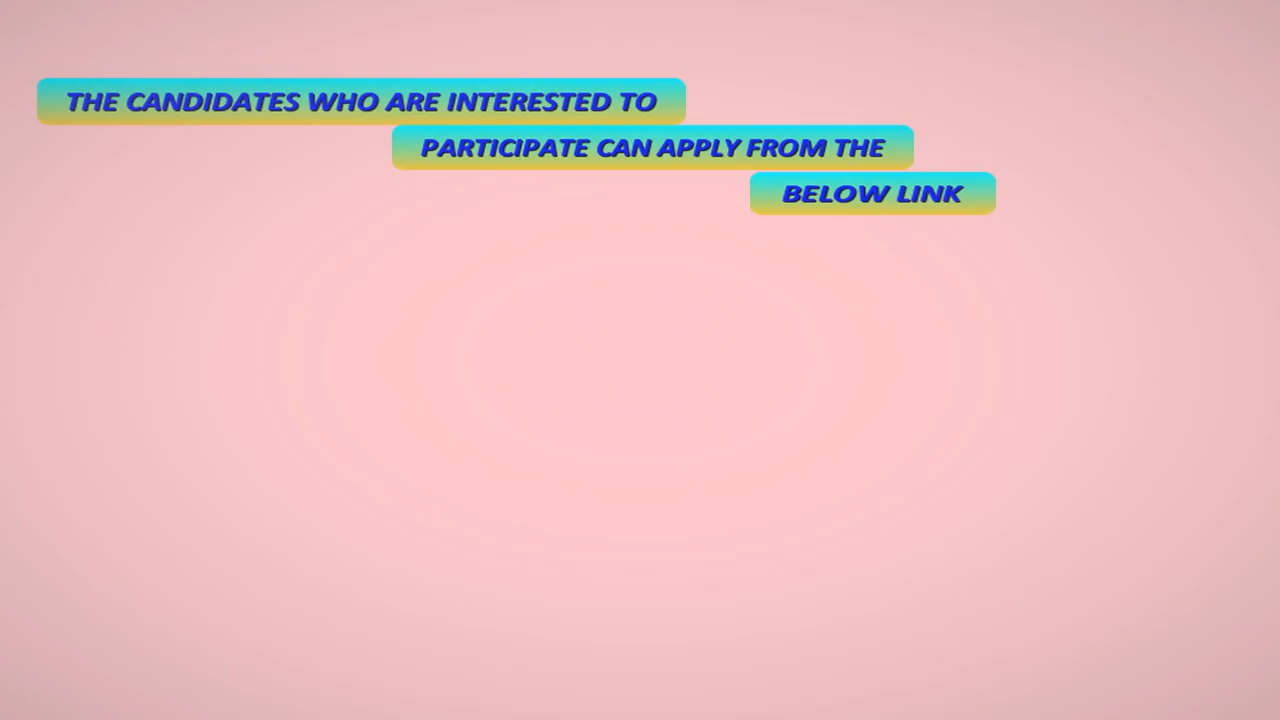 THE CANDIDATES WHO ARE INTERESTED TO
PARTICIPATE CAN APPLY FROM THE
BELOW LINK